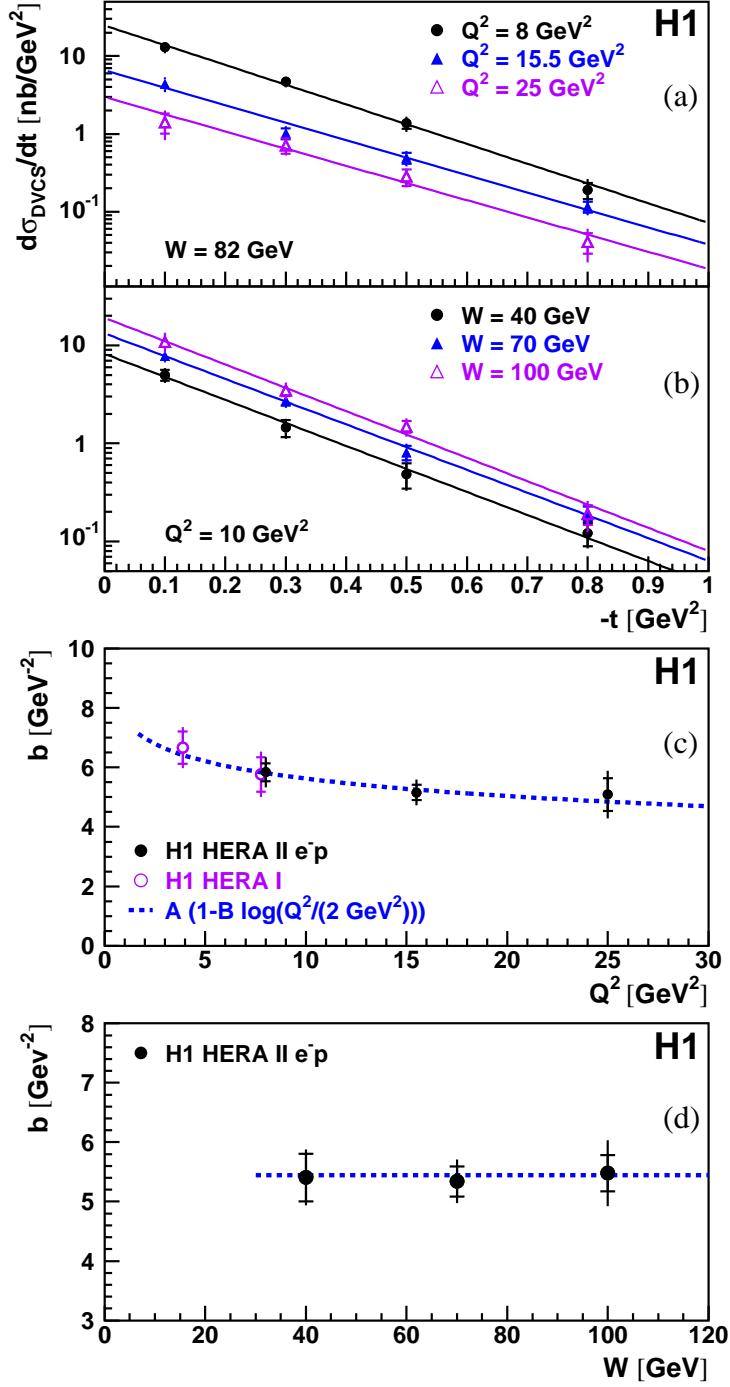 H1
Q² = 8 GeV²
Q² = 15.5 GeV²
Q² = 25 GeV²
(a)
dσDVCS/dt [nb/GeV²]
10
1
10⁻¹
W = 82 GeV
W = 40 GeV
W = 70 GeV
W = 100 GeV
(b)
10
1
10⁻¹
Q² = 10 GeV²
0 0.1 0.2 0.3 0.4 0.5 0.6 0.7 0.8 0.9 1
-t [GeV²]
H1
b [GeV⁻²]
(c)
10
8
6
4
2
0
H1 HERA II e⁻p
H1 HERA I
A (1-B log(Q²/(2 GeV²)))
0 5 10 15 20 25 30
Q² [GeV²]
H1
b [Gev⁻²]
H1 HERA II e⁻p
(d)
8
7
6
5
4
3
0 20 40 60 80 100 120
W [GeV]